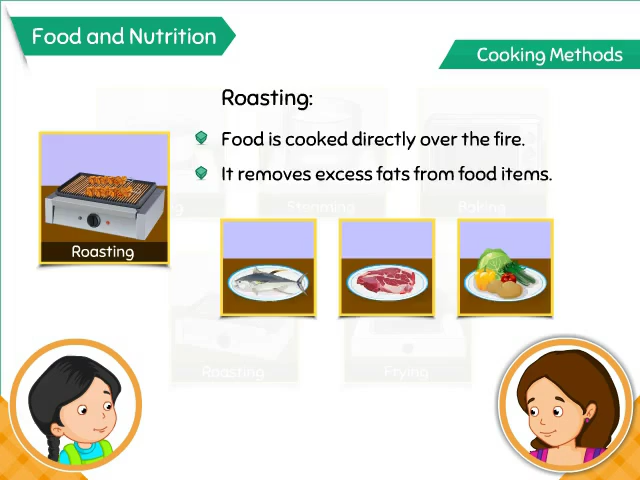 Food and Nutrition
Cooking Methods
Roasting:
Food is cooked directly over the fire.
It removes excess fats from food items.
Roasting
Steaming
Baking
Roasting
Frying